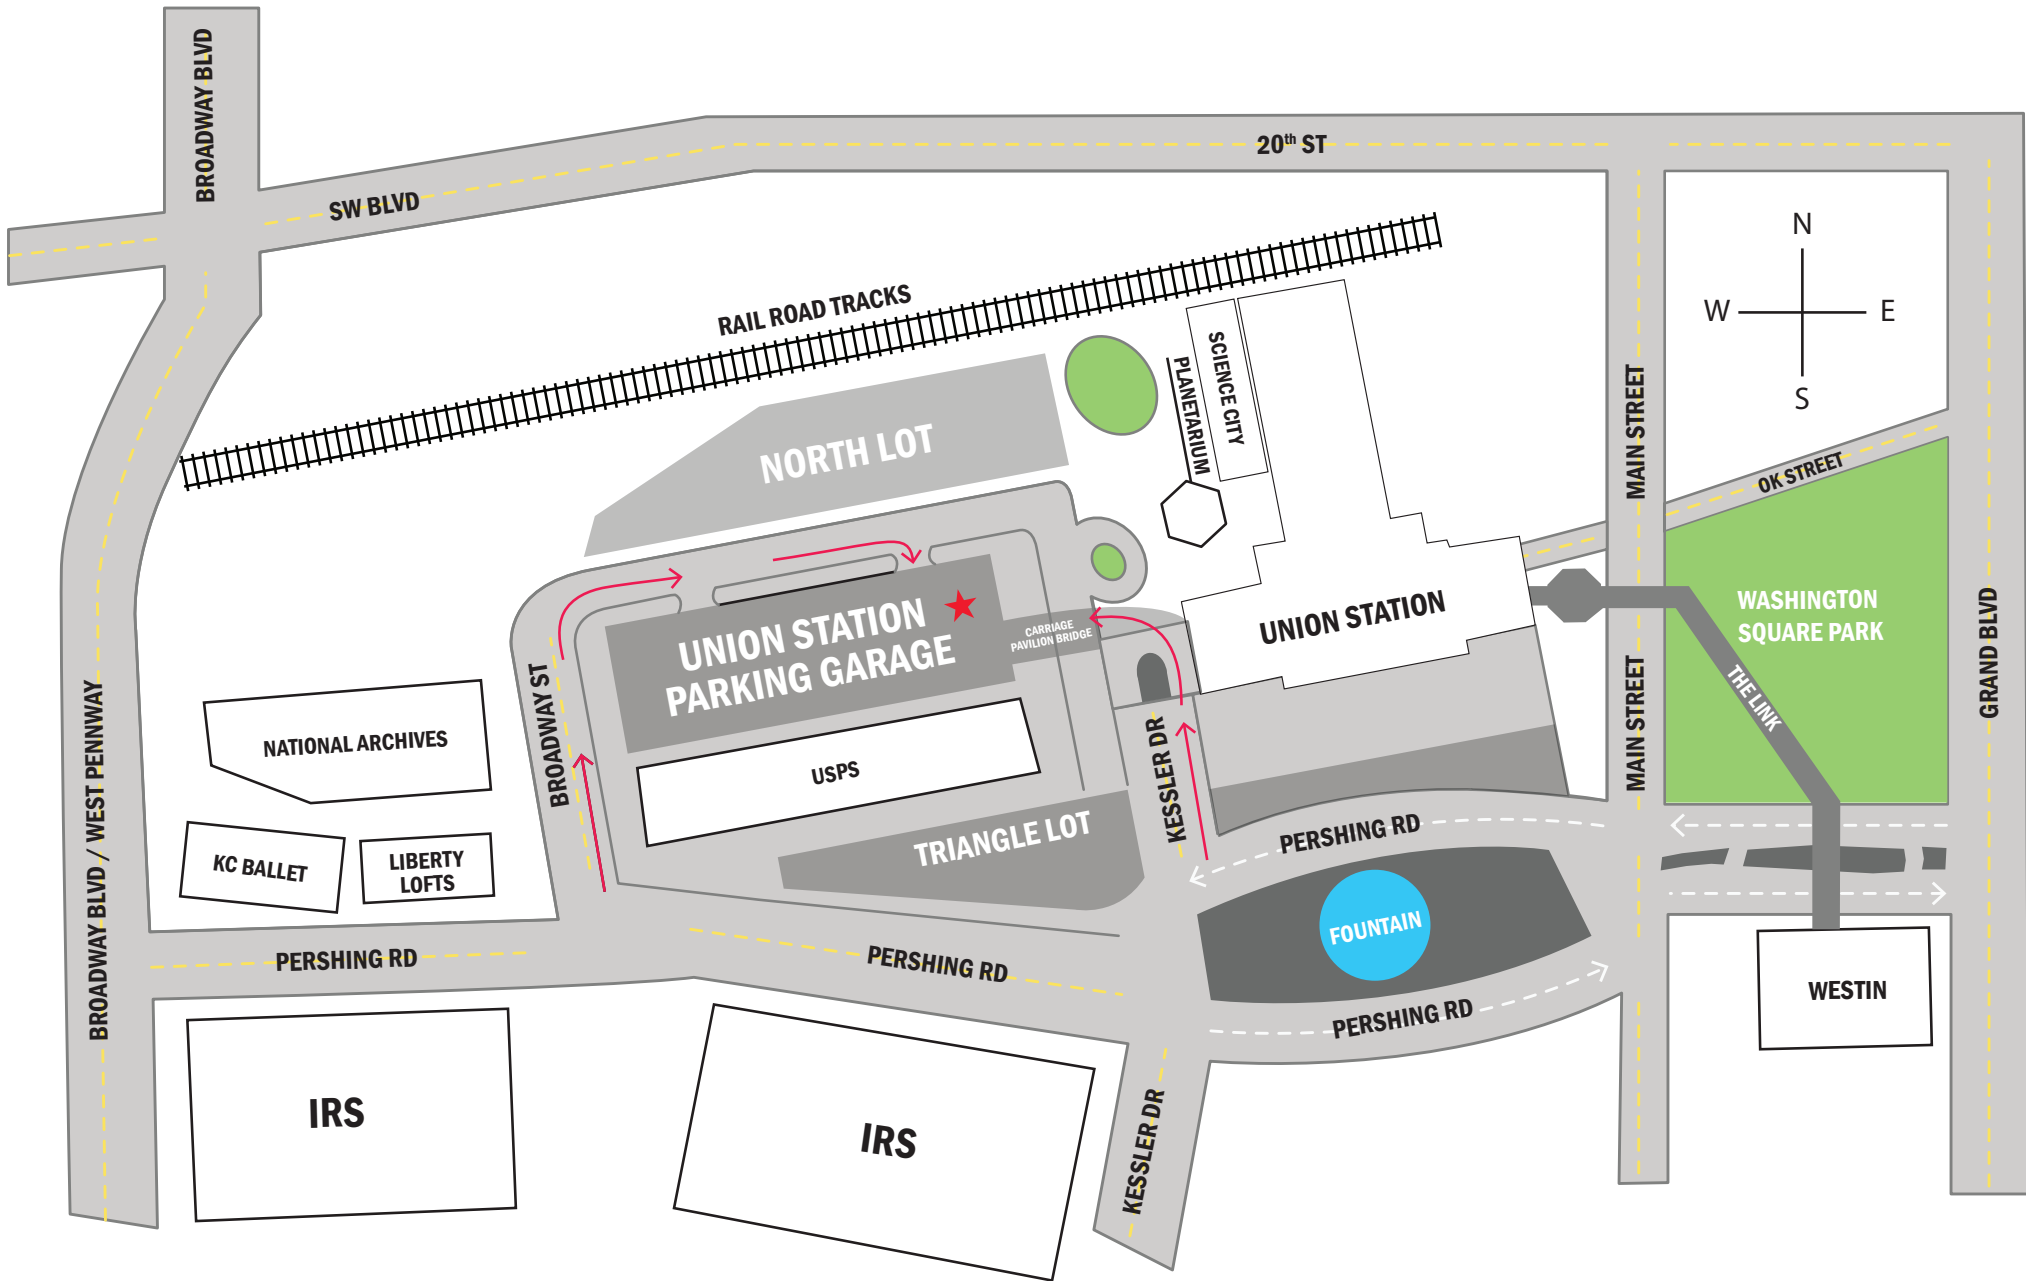 BROADWAY BLVD
SW BLVD
20th ST
RAIL ROAD TRACKS
N
W
E
S
SCIENCE CITY
PLANETARIUM
NORTH LOT
MAIN STREET
OK STREET
UNION STATION
PARKING GARAGE
CARRIAGE
PAVILION BRIDGE
UNION STATION
WASHINGTON
SQUARE PARK
THE LINK
GRAND BLVD
BROADWAY ST
NATIONAL ARCHIVES
USPS
KESSLER DR
MAIN STREET
KC BALLET
LIBERTY
LOFTS
TRIANGLE LOT
PERSHING RD
FOUNTAIN
BROADWAY BLVD / WEST PENNWAY
PERSHING RD
PERSHING RD
PERSHING RD
WESTIN
IRS
IRS
KESSLER DR